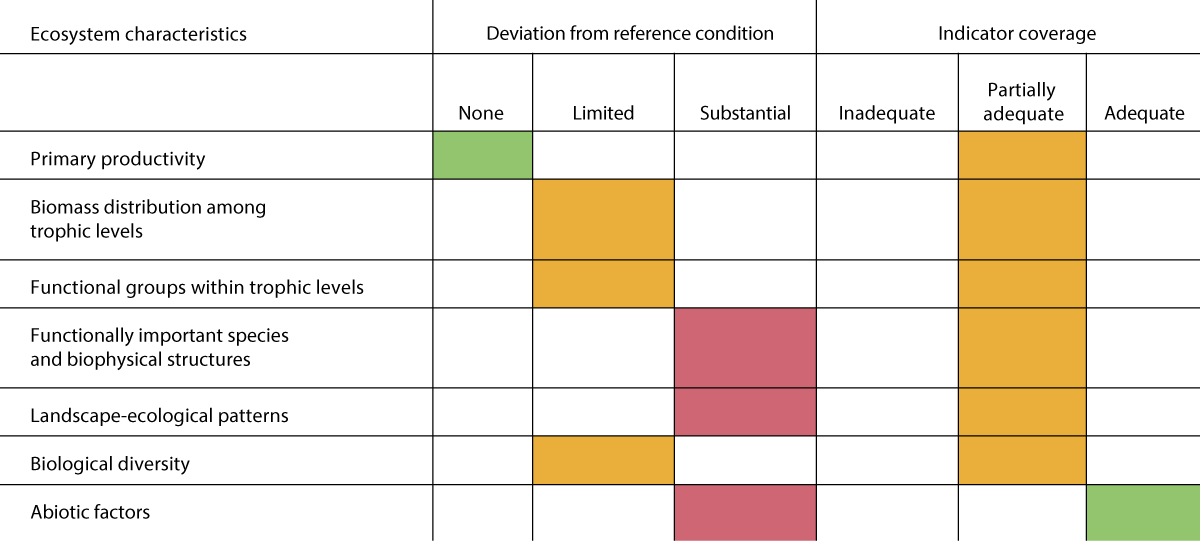 Ecosystem characteristics
Deviation from reference condition
Indicator coverage
None
Limited
Substantial
Inadequate
Partially
adequate
Adequate
Primary productivity
Biomass distribution among
trophic levels
Functional groups within trophic levels
Functionally important species
and biophysical structures
Landscape-ecological patterns
Biological diversity
Abiotic factors